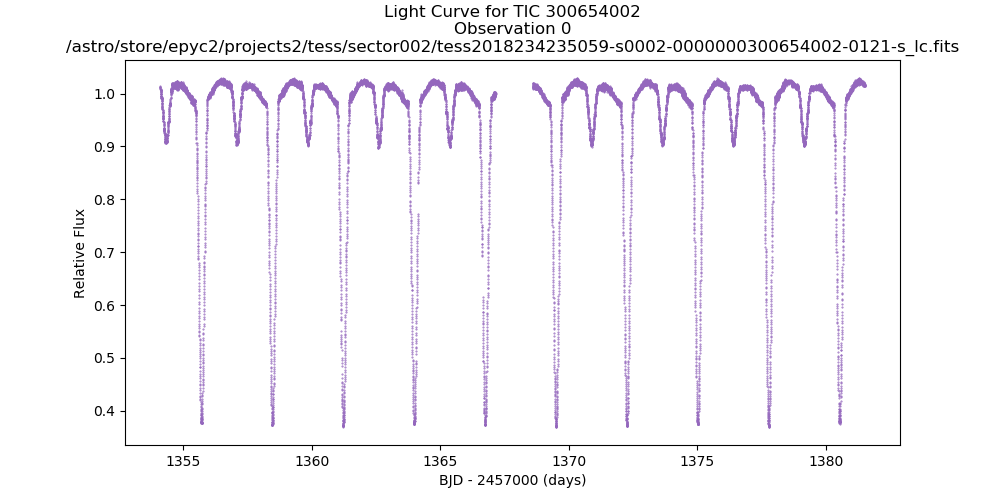 Light Curve for TIC 300654002
Observation 0
/astro/store/epyc2/projects2/tess/sector002/tess2018234235059-s0002-0000000300654002-0121-s_lc.fits
1.0
0.9
0.8
0.7
0.6
0.5
0.4
Relative Flux
1355
1360
1365
1370
1375
1380
BJD - 2457000 (days)